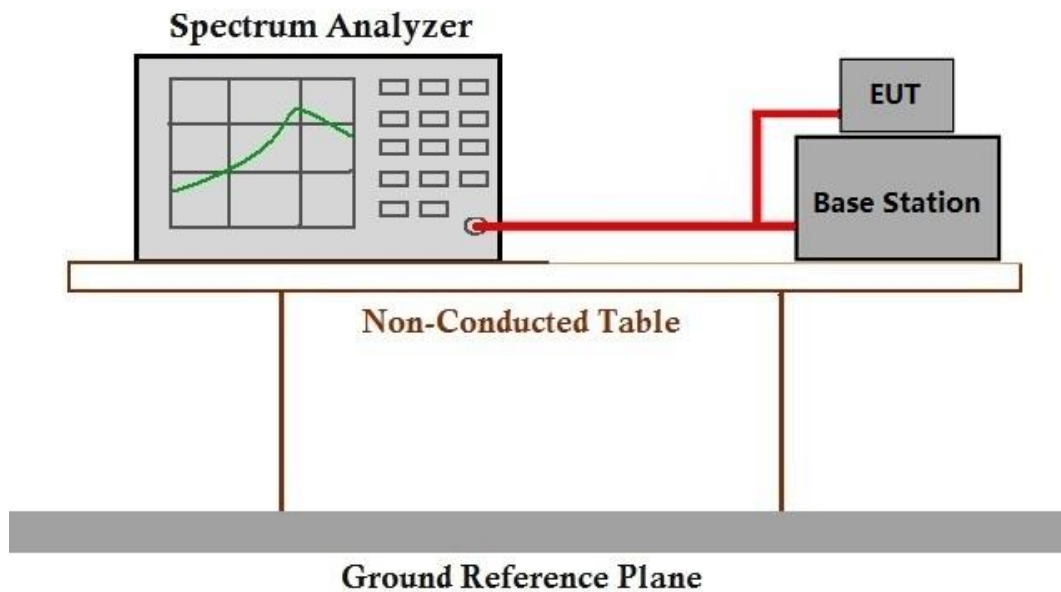 Spectrum Analyzer
EUT
Base Station
Non-Conducted Table
Ground Reference Plane